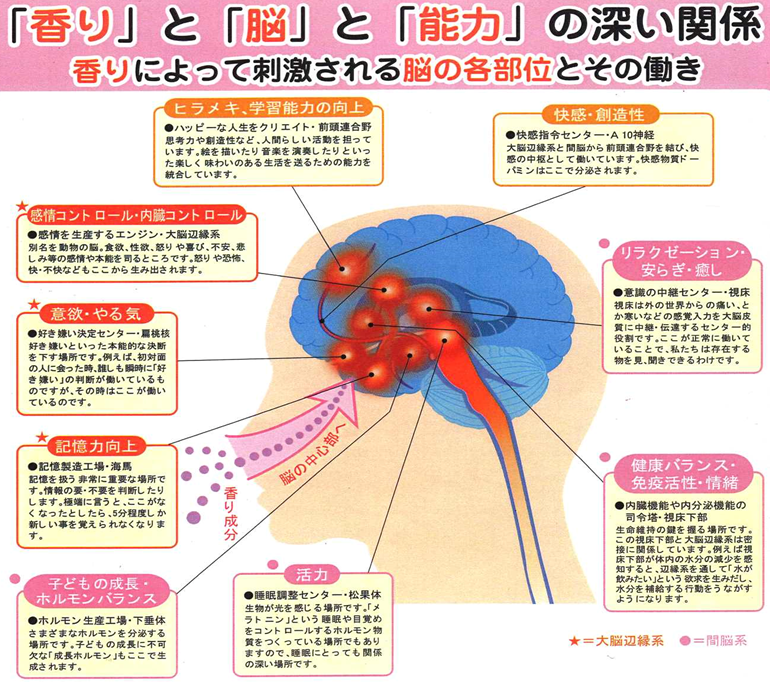 「香り」と「脳」と「能力」の深い関係
香りによって刺激される脳の各部位とその働き
ヒラメキ、学習能力の向上
●ハッピーな人生をクリエイト・前頭連合野
思考力や創造性など、人間らしい活動を担って
います。絵を描いたり音楽を演奏したりといっ
た楽しく味わいのある生活を送るための能力を
統合しています。
快感・創造性
●快感指令センター・A10神経
大脳辺縁系と間脳から前頭連合野を結び、快
感の中枢として働いています。快感物質ドー
パミンはここで分泌されます。
★感情コントロール・内臓コントロール
●感情を生産するエンジン・大脳辺縁系
別名を動物の脳。食欲、性欲、怒りや喜び、不安、悲
しみ等の感情や本能を司るところです。怒りや恐怖、
快・不快などもここから生み出されます。
●リラクゼーション・
安らぎ・癒し
●意識の中継センター・視床
視床は外の世界からの痛い、と
か寒いなどの感覚入力を大脳皮
質に中継・伝達するセンター的
役割です。ここが正常に働いて
いることで、私たちは存在する
物を見、聞きできるわけです。
★意欲・やる気
●好き嫌い決定センター・扁桃核
好き嫌いといった本能的な決断
を下す場所です。例えば、初対面
の人に会った時、誰しも瞬時に「好
き嫌い」の判断が働いているも
のですが、その時はここが働い
ているのです。
★記憶力向上
●記憶製造工場・海馬
記憶を扱う非常に重要な場所で
す。情報の要・不要を判断したり
します。極端に言うと、ここがな
くなったとしたら、5分程度しか
新しい事を覚えられなくなりま
す。
脳の中心部へ
香り成分
●健康バランス・
免疫活性・情緒
●内臓機能や内分泌機能の
司令塔・視床下部
生命維持の鍵を握る場所です。
この視床下部と大脳辺縁系は密
接に関係しています。例えば視床
下部が体内の水分の減少を感
知すると、辺縁系を通して「水が
飲みたい」という欲求を生みだし、
水分を補給する行動をうながす
ようになります。
●子どもの成長・
ホルモンバランス
●ホルモン生産工場・下垂体
さまざまなホルモンを分泌する
場所です。子どもの成長に不可
欠な「成長ホルモン」もここで生
成されます。
●活力
●睡眠調整センター・松果体
生物が光を感じる場所です。「メ
ラトニン」という睡眠や目覚め
をコントロールするホルモン物
質をつくっている場所でもあり
ますので、睡眠にとっても関係
の深い場所です。
★=大脳辺縁系 ●=間脳系